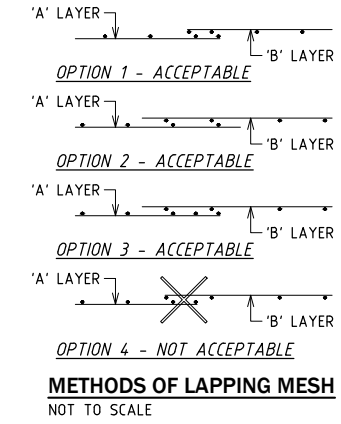 'A' LAYER
'B' LAYER
OPTION 1 - ACCEPTABLE
'A' LAYER
'B' LAYER
OPTION 2 - ACCEPTABLE
'A' LAYER
'B' LAYER
OPTION 3 - ACCEPTABLE
'A' LAYER
'B' LAYER
OPTION 4 - NOT ACCEPTABLE
METHODS OF LAPPING MESH
NOT TO SCALE